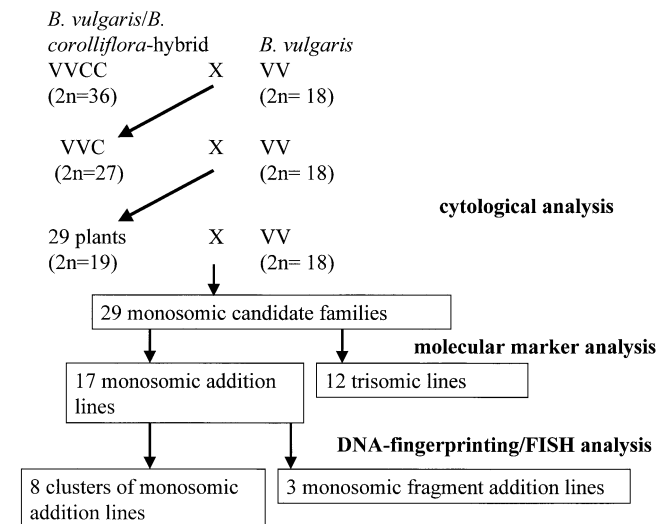 B. vulgaris/B.
corolliflora-hybrid B. vulgaris
VVCC X VV
(2n=36) (2n= 18)
VVC X VV
(2n=27) (2n= 18)
cytological analysis
29 plants X VV
(2n=19) (2n= 18)
29 monosomic candidate families
molecular marker analysis
17 monosomic addition
lines
12 trisomic lines
DNA-fingerprinting/FISH analysis
8 clusters of monosomic
addition lines
3 monosomic fragment addition lines